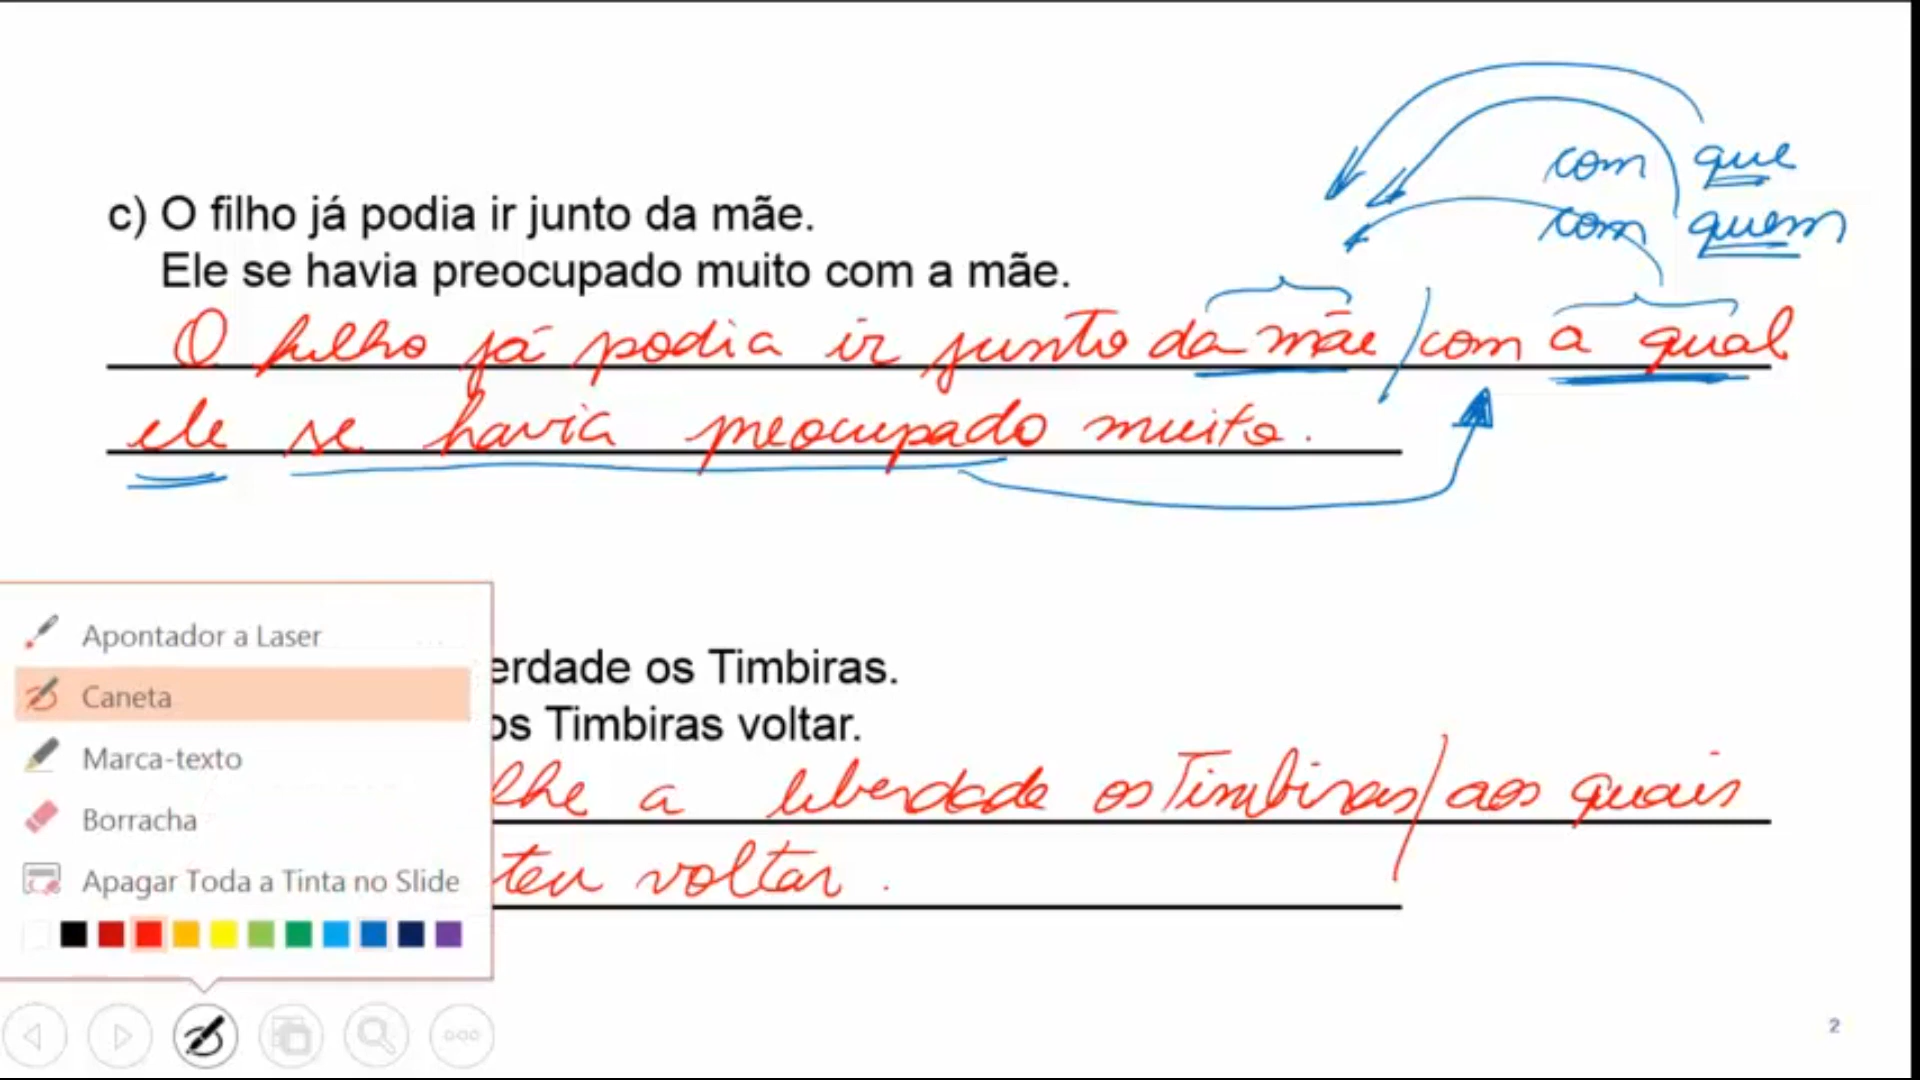 com que
c) O filho já podia ir junto da mãe.
com quem
Ele se havia preocupado muito com a mãe.
O filho já podia ir junto da mãe / com a qual
ele se havia preocupado muito.
Apontador a Laser
erdade os Timbiras.
Caneta
os Timbiras voltar.
Marca-texto
lhe a liberdade os Timbiras / aos quais
Borracha
teu voltar.
Apagar Toda a Tinta no Slide
2